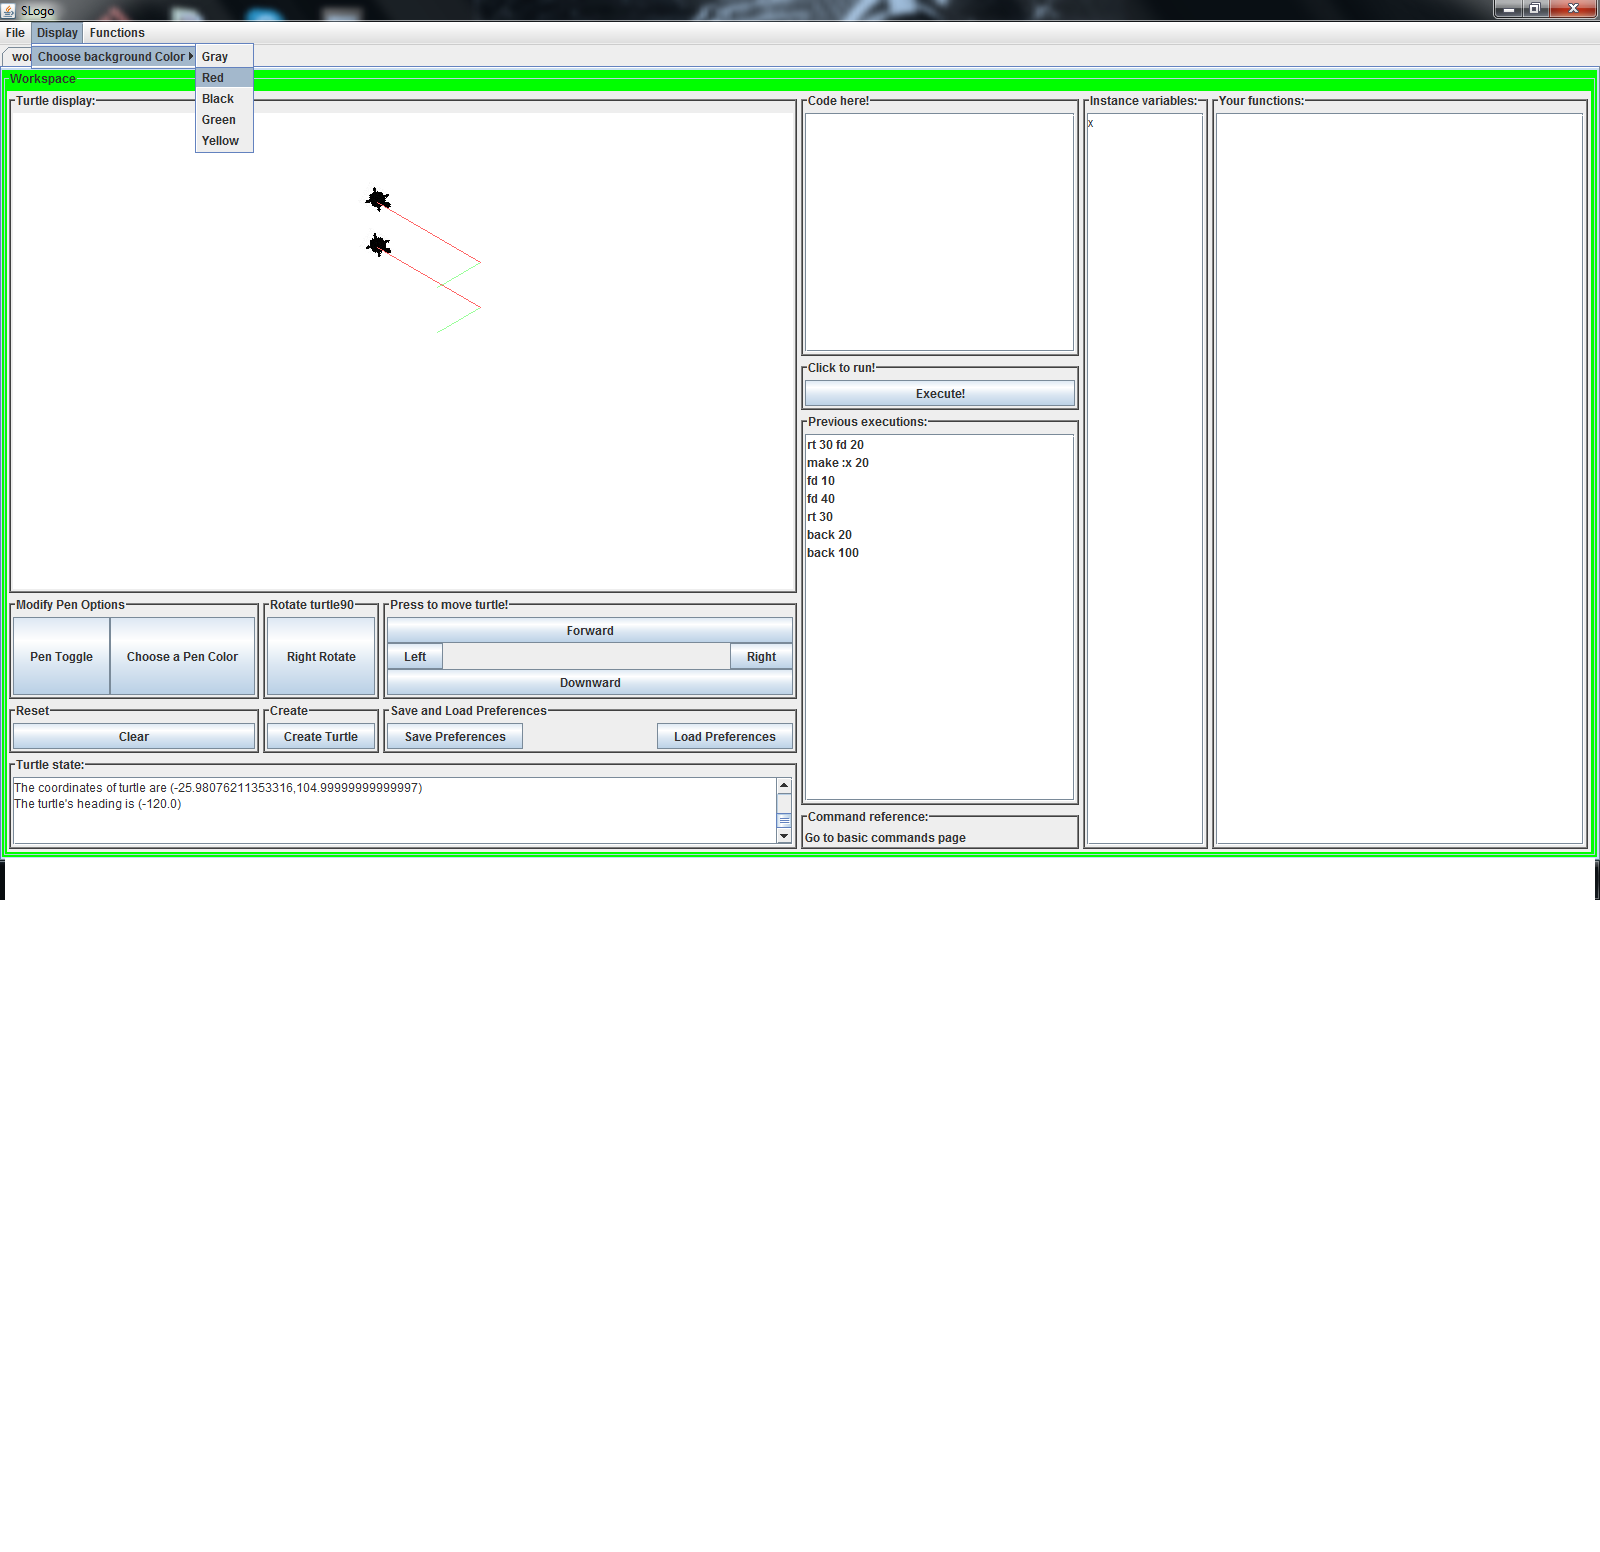 SLogo
File Display Functions
wor Choose background Color Gray
Red
Black
Green
Yellow
Workspace
Turtle display:
Code here!
Instance variables:
x
Your functions:
Click to run!
Execute!
Previous executions:
rt 30 fd 20
make :x 20
fd 10
fd 40
rt 30
back 20
back 100
Modify Pen Options
Pen Toggle Choose a Pen Color
Rotate turtle90
Right Rotate
Press to move turtle!
Forward
Left Right
Downward
Reset
Clear
Create
Create Turtle
Save and Load Preferences
Save Preferences Load Preferences
Turtle state:
The coordinates of turtle are (-25.98076211353316,104.99999999999997)
The turtle's heading is (-120.0)
Command reference:
Go to basic commands page